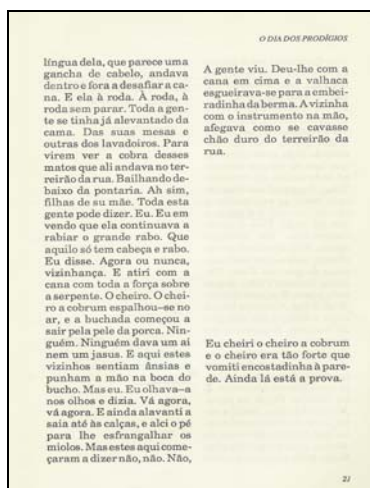 O DIA DOS PRODÍGIOS
língua dela, que parece uma
gancha de cabelo, andava
dentro e fora a desafiar a ca-
na. E ela à roda. À roda, à
roda sem parar. Toda a gen-
te se tinha já alevantado da
cama. Das suas mesas e
outras dos lavadoiros. Para
virem ver a cobra desses
matos que ali andava no ter-
reirão da rua. Bailhando de-
baixo da pontaria. Ah sim,
filhas de su mãe. Toda esta
gente pode dizer. Eu. Eu em
vendo que ela continuava a
rabiar o grande rabo. Que
aquilo só tem cabeça e rabo.
Eu disse. Agora ou nunca,
vizinhança. E atiri com a
cana com toda a força sobre
a serpente. O cheiro. O chei-
ro a cobrum espalhou-se no
ar, e a buchada começou a
sair pela pele da porca. Nin-
guém. Ninguém dava um ai
nem um jasus. E aqui estes
vizinhos sentiam ânsias e
punham a mão na boca do
bucho. Mas eu. Eu olhava-a
nos olhos e dizia. Vá agora,
vá agora. E ainda alavanti a
saia até às calças, e alci o pé
para lhe esfrangalhar os
miolos. Mas estes aqui come-
çaram a dizer não, não. Não,
A gente viu. Deu-lhe com a
cana em cima e a valhaca
esgueirava-se para a embei-
radinha da berma. A vizinha
com o instrumento na mão,
afegava como se cavasse
chão duro do terreirão da
rua.
Eu cheiri o cheiro a cobrum
e o cheiro era tão forte que
vomiti encostadinha à pare-
de. Ainda lá está a prova.
21